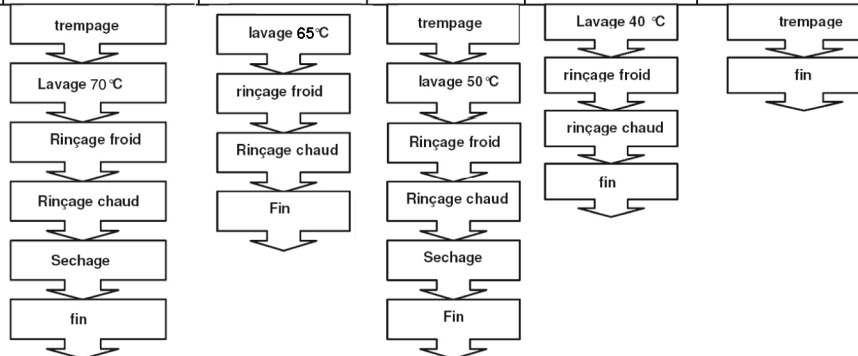 trempage
Lavage 70°C
Rinçage froid
Rinçage chaud
Sechage
fin
lavage 65°C
rinçage froid
Rinçage chaud
Fin
trempage
lavage 50°C
Rinçage froid
Rinçage chaud
Sechage
Fin
Lavage 40 °C
rinçage froid
rinçage chaud
fin
trempage
fin